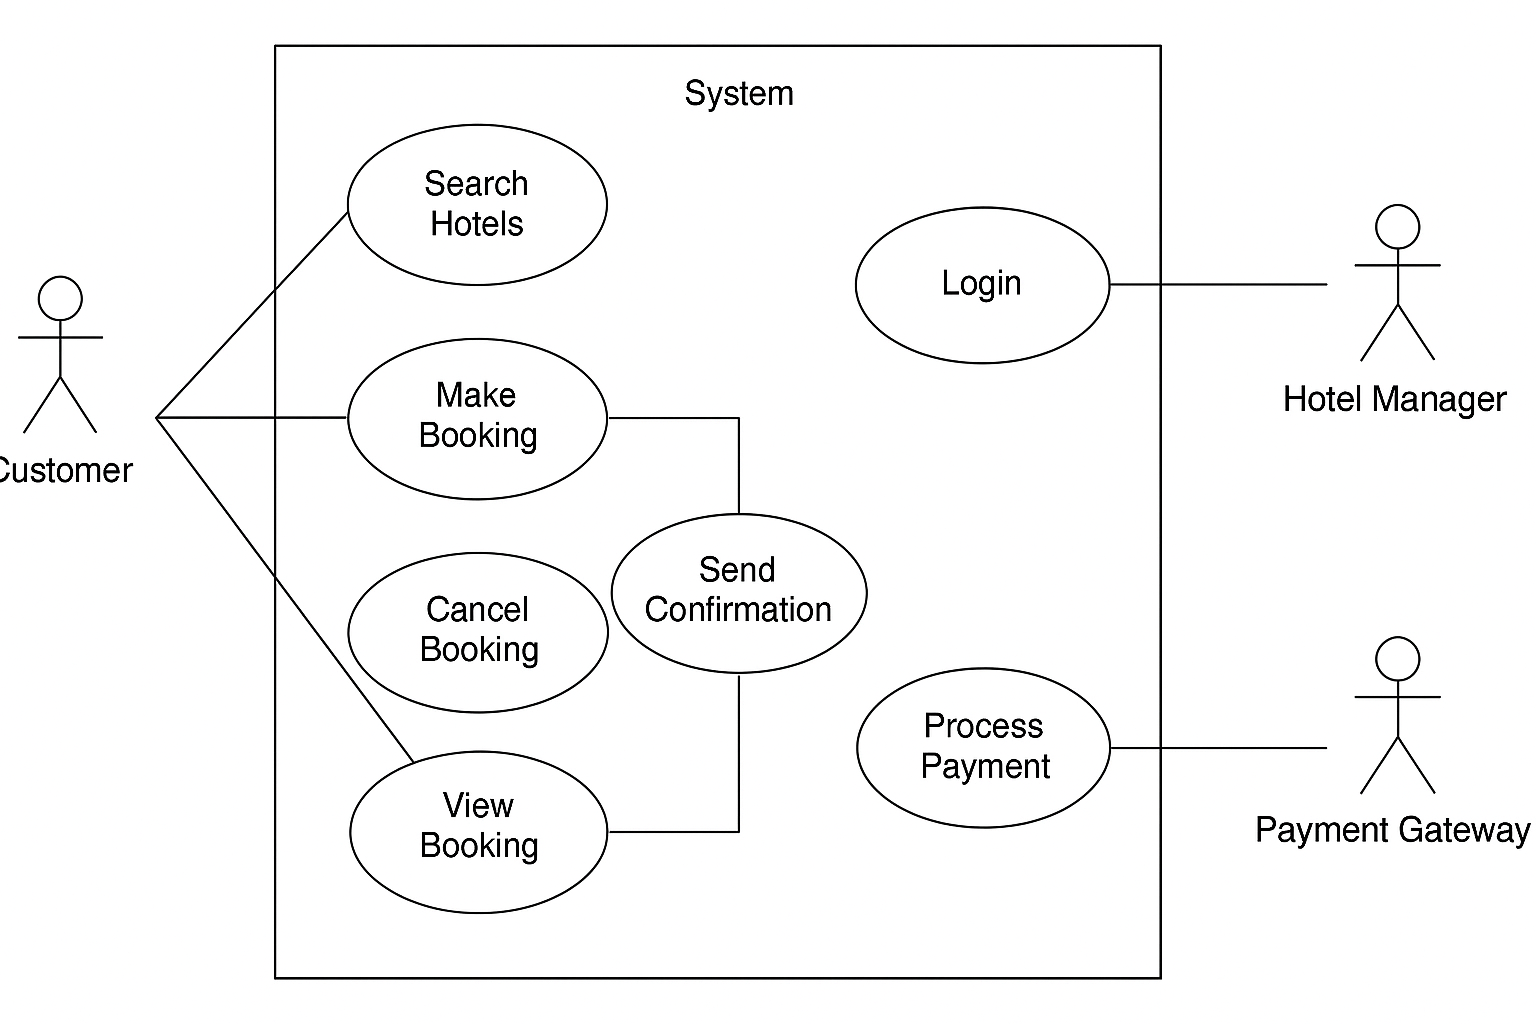 System
Search
Hotels
Login
Make
Booking
Hotel Manager
Customer
Send
Confirmation
Cancel
Booking
Process
Payment
View
Booking
Payment Gateway